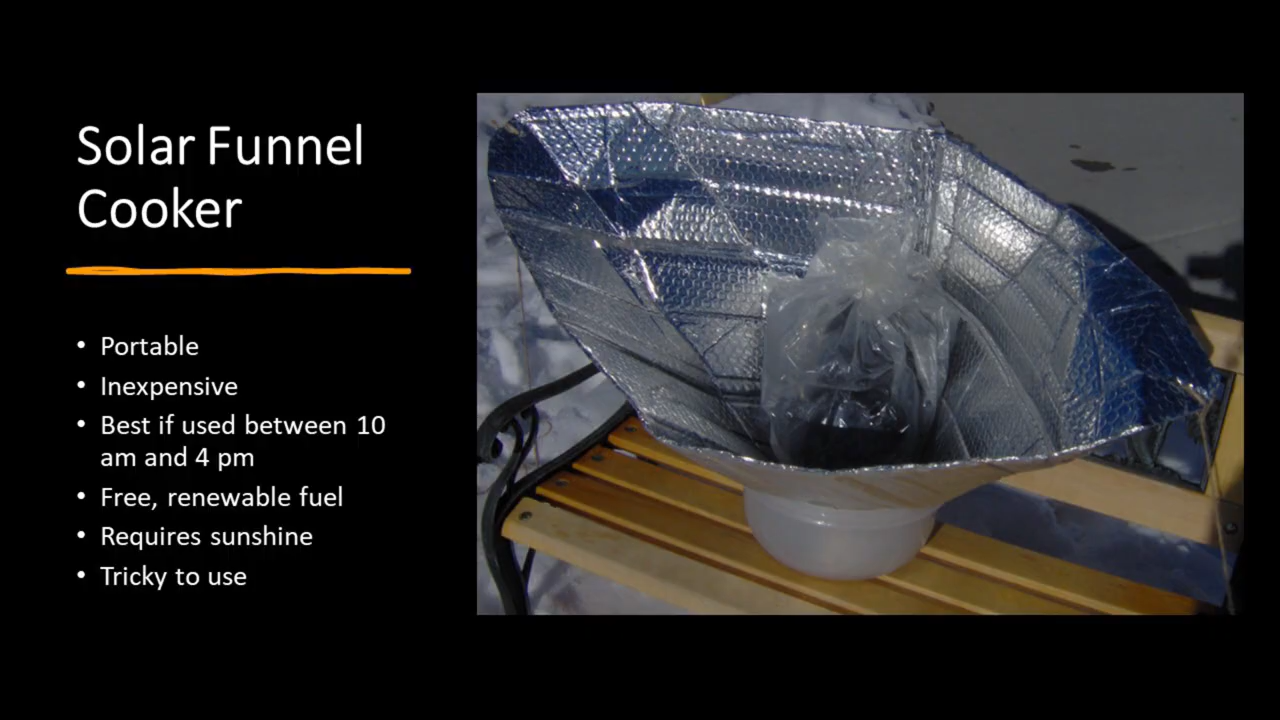 Solar Funnel
Cooker
• Portable
• Inexpensive
• Best if used between 10
am and 4 pm
• Free, renewable fuel
• Requires sunshine
• Tricky to use